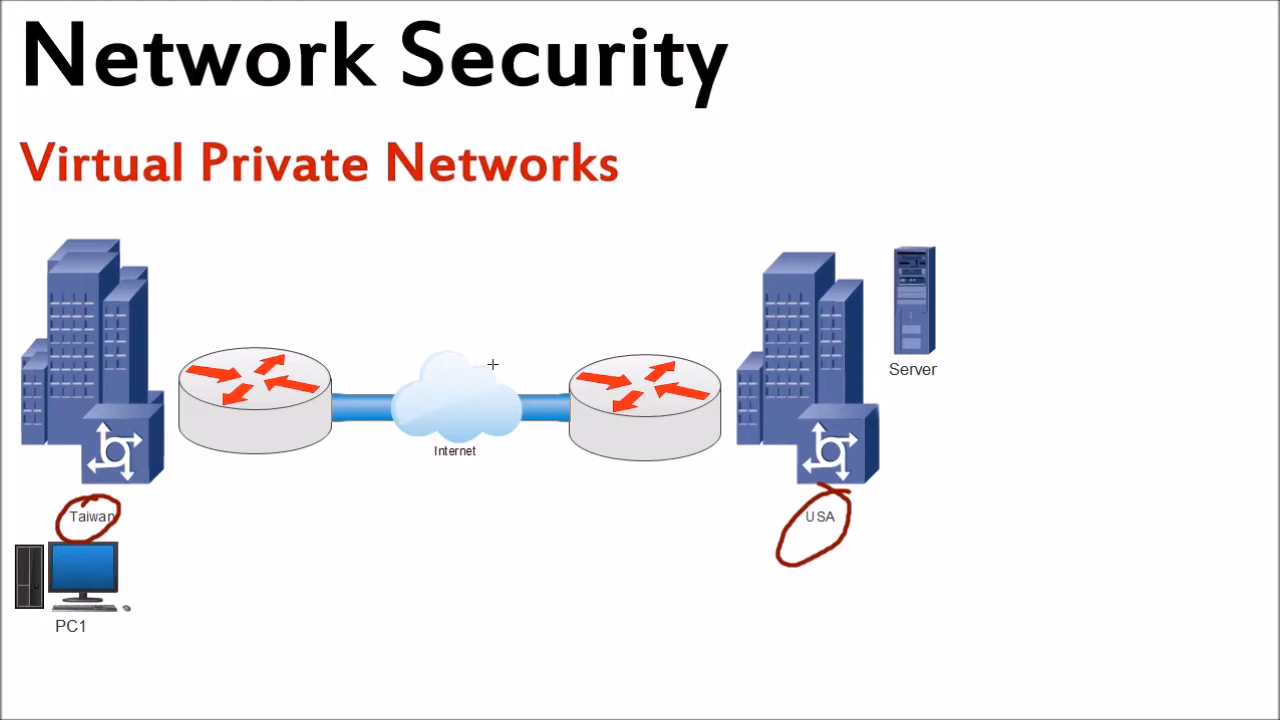 Network Security
Virtual Private Networks
Server
Internet
Taiwan
USA
PC1